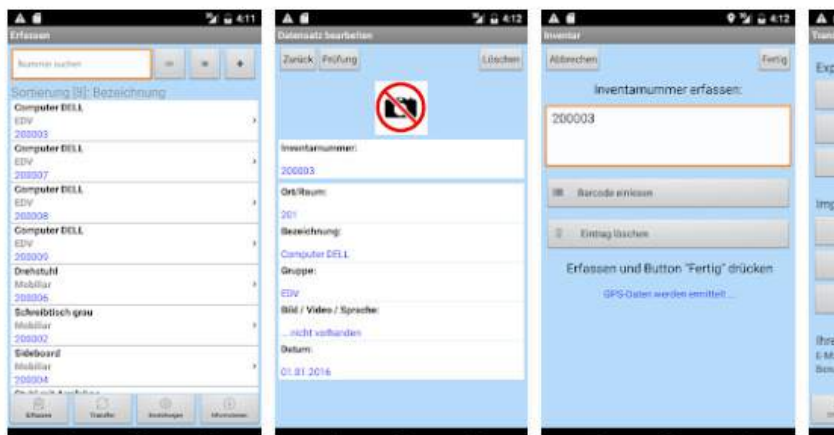 4:11
Erfassen
Nummer suchen
Sortierung [9]: Bezeichnung
Computer DELL
EDV
200003
Computer DELL
EDV
200007
Computer DELL
EDV
200008
Computer DELL
EDV
200009
Drehstuhl
Mobiliar
200006
Schreibtisch grau
Mobiliar
200002
Sideboard
Mobiliar
200004
Erfassen Transfer Einstellungen Informationen
4:12
Datensatz bearbeiten
Zurück Prüfung Löschen
Inventarnummer:
200003
Ort/Raum:
201
Bezeichnung:
Computer DELL
Gruppe:
EDV
Bild / Video / Sprache:
... nicht vorhanden
Datum:
01.01.2016
4:12
Inventar
Abbrechen Fertig
Inventarnummer erfassen:
200003
Barcode einlesen
Eintrag löschen
Erfassen und Button "Fertig" drücken
GPS-Daten werden ermittelt ...